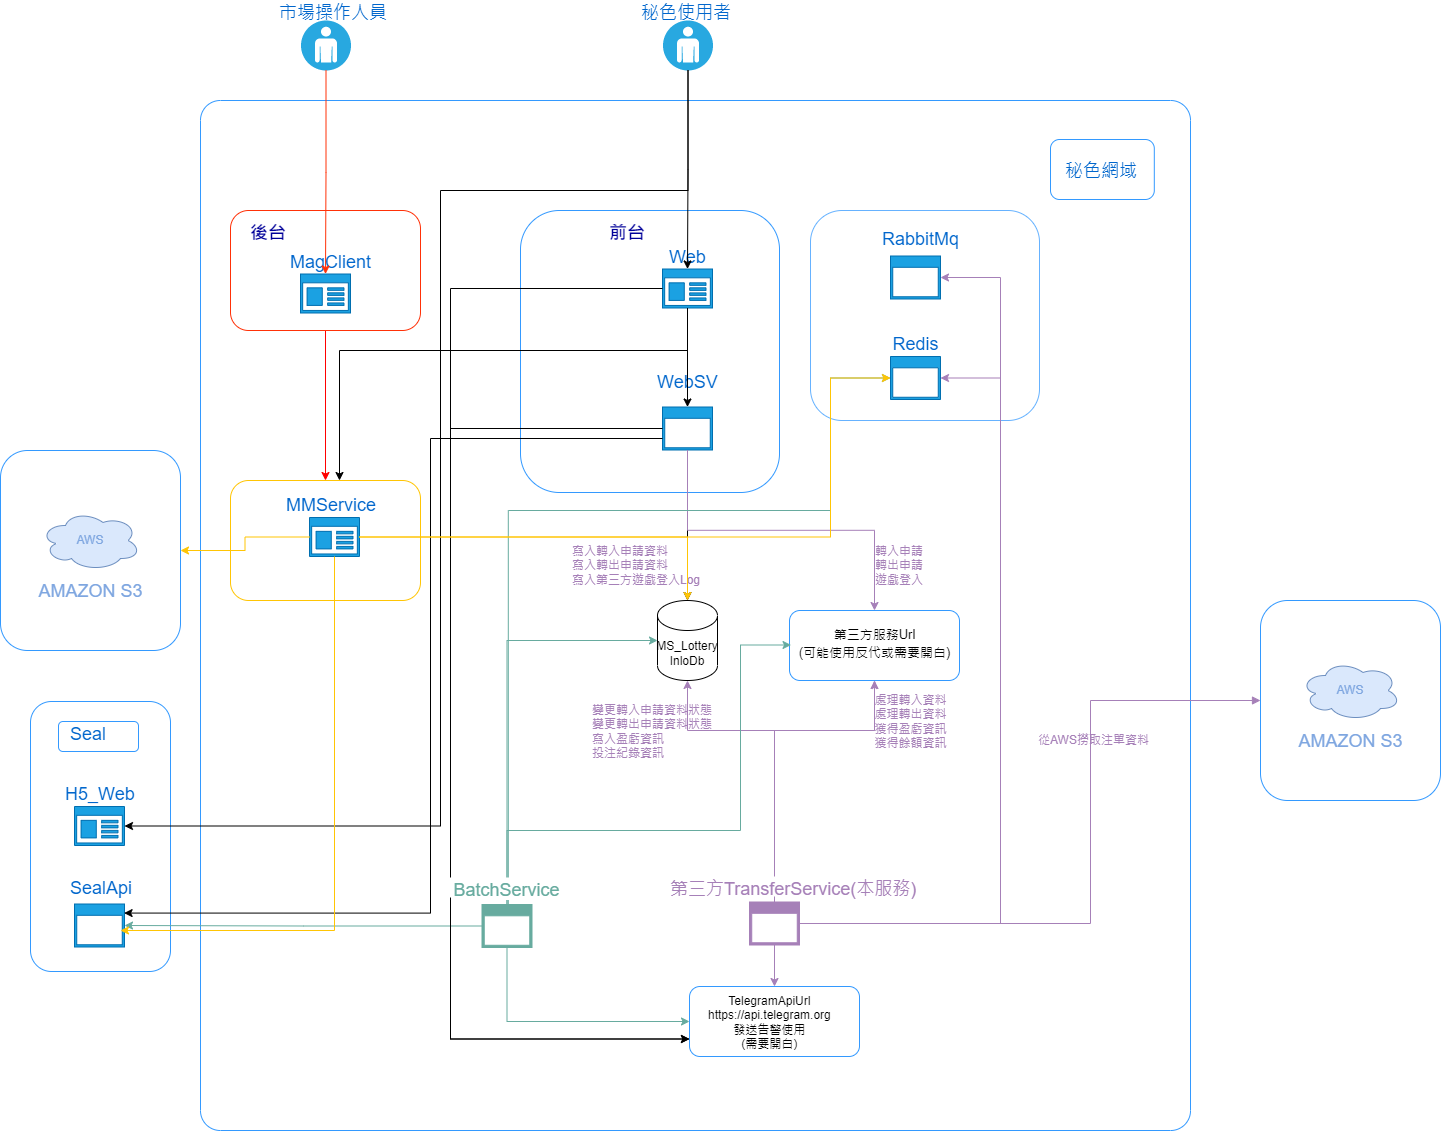 市場操作人員
秘色使用者
秘色網域
後台
MagClient
前台
Web
WebSV
RabbitMq
Redis
MMService
AWS
AMAZON S3
寫入轉入申請資料
寫入轉出申請資料
寫入第三方遊戲登入Log
轉入申請
轉出申請
遊戲登入
MS_Lottery
InloDb
第三方服務Url
(可能使用反代或需要開白)
變更轉入申請資料狀態
變更轉出申請資料狀態
寫入盈虧資訊
投注紀錄資訊
處理轉入資料
處理轉出資料
獲得盈虧資訊
獲得餘額資訊
從AWS撈取注單資料
AWS
AMAZON S3
Seal
H5_Web
SealApi
BatchService
第三方TransferService(本服務)
TelegramApiUrl
https://api.telegram.org
發送告警使用
(需要開白)